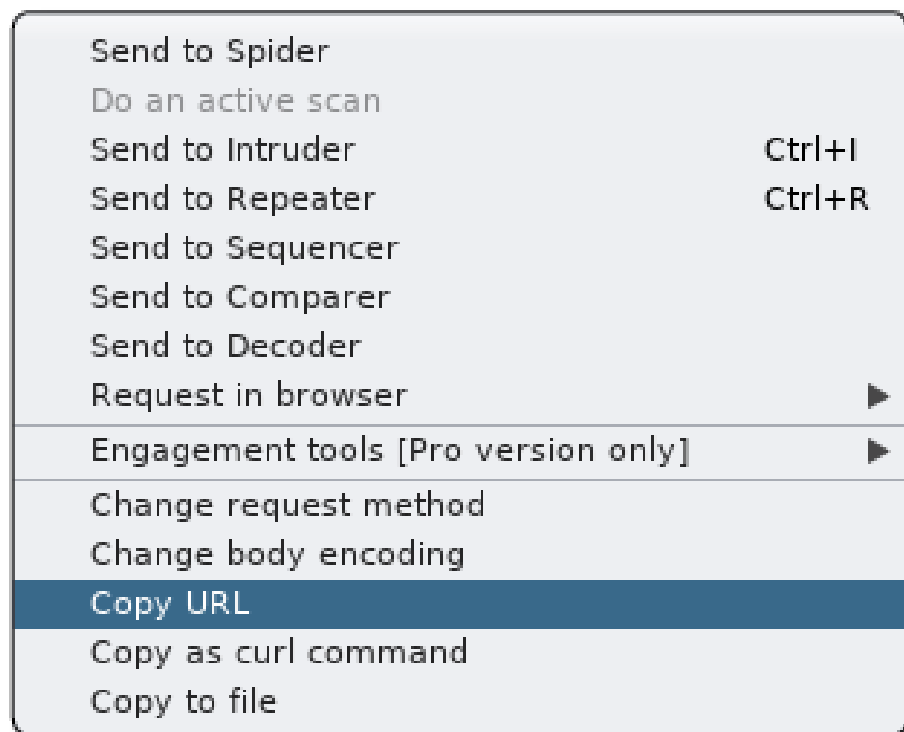 Send to Spider
Do an active scan
Send to Intruder Ctrl+I
Send to Repeater Ctrl+R
Send to Sequencer
Send to Comparer
Send to Decoder
Request in browser
Engagement tools [Pro version only]
Change request method
Change body encoding
Copy URL
Copy as curl command
Copy to file